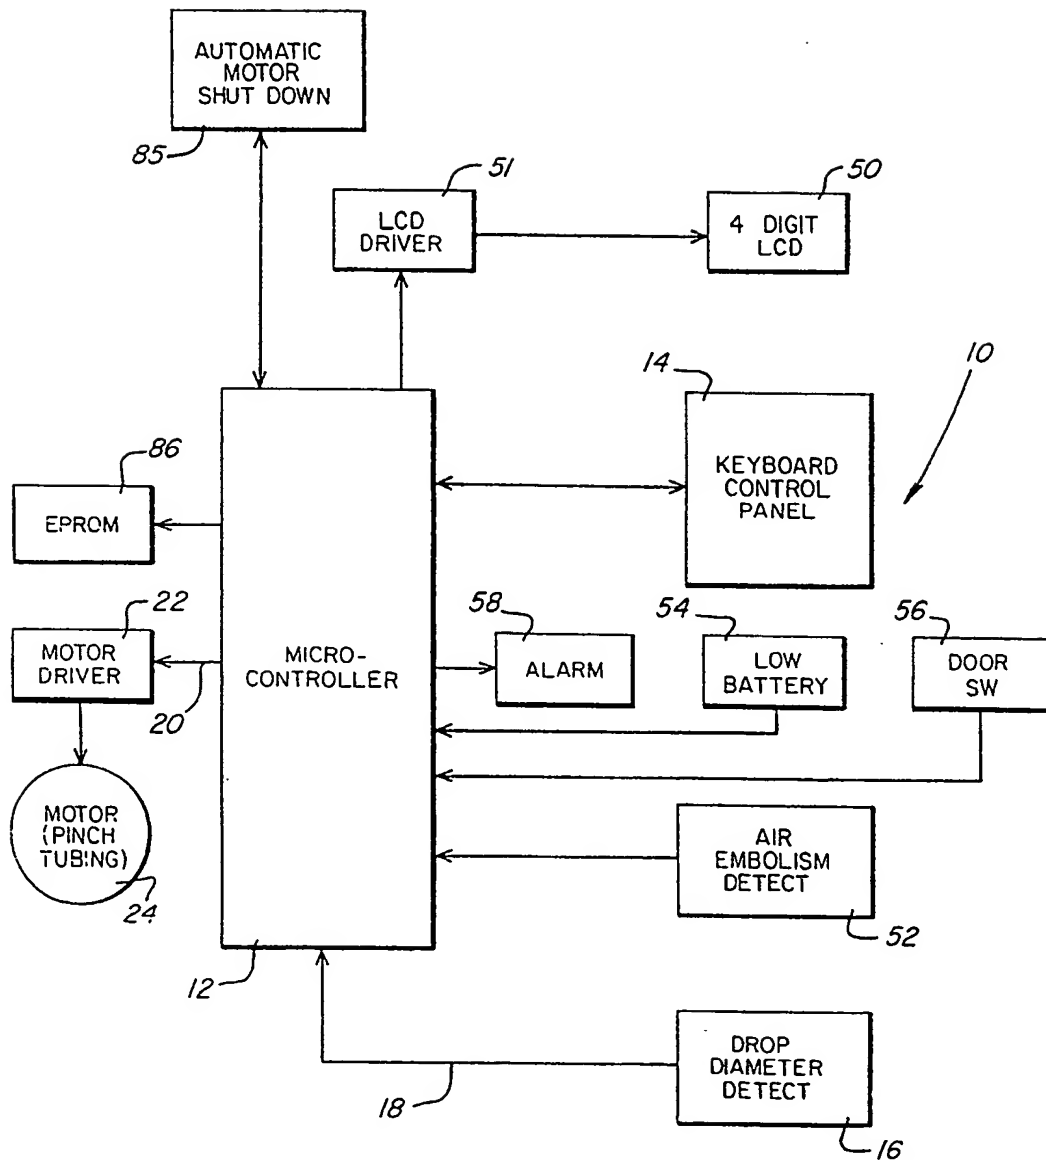 AUTOMATIC
MOTOR
SHUT DOWN
85
51
50
LCD
DRIVER
4 DIGIT
LCD
10
14
KEYBOARD
CONTROL
PANEL
86
EPROM
22
MOTOR
DRIVER
20
MICRO-
CONTROLLER
58
ALARM
54
LOW
BATTERY
56
DOOR
SW
MOTOR
(PINCH
TUBING)
24
AIR
EMBOLISM
DETECT
52
12
DROP
DIAMETER
DETECT
18
16